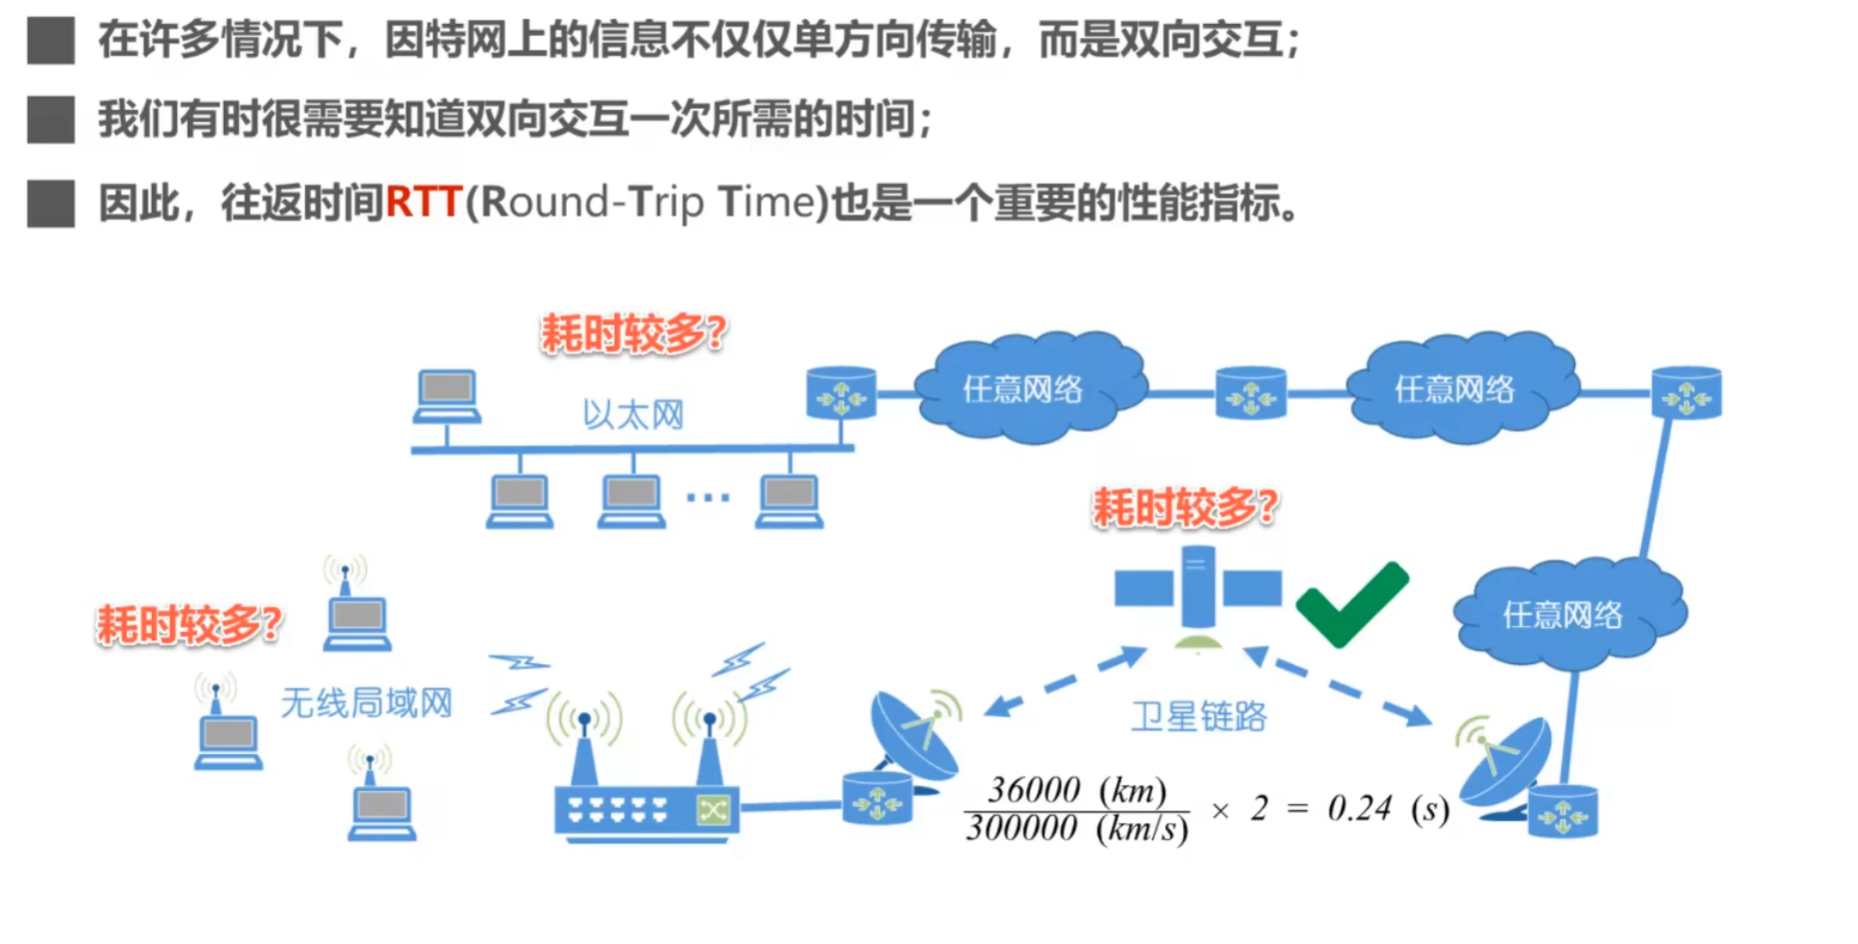 在许多情况下，因特网上的信息不仅仅单方向传输，而是双向交互；
我们有时很需要知道双向交互一次所需的时间；
因此，往返时间RTT(Round-Trip Time)也是一个重要的性能指标。
耗时较多？
以太网
任意网络
任意网络
耗时较多？
任意网络
耗时较多？
无线局域网
卫星链路
36000 (km)
300000 (km/s)
× 2 = 0.24 (s)